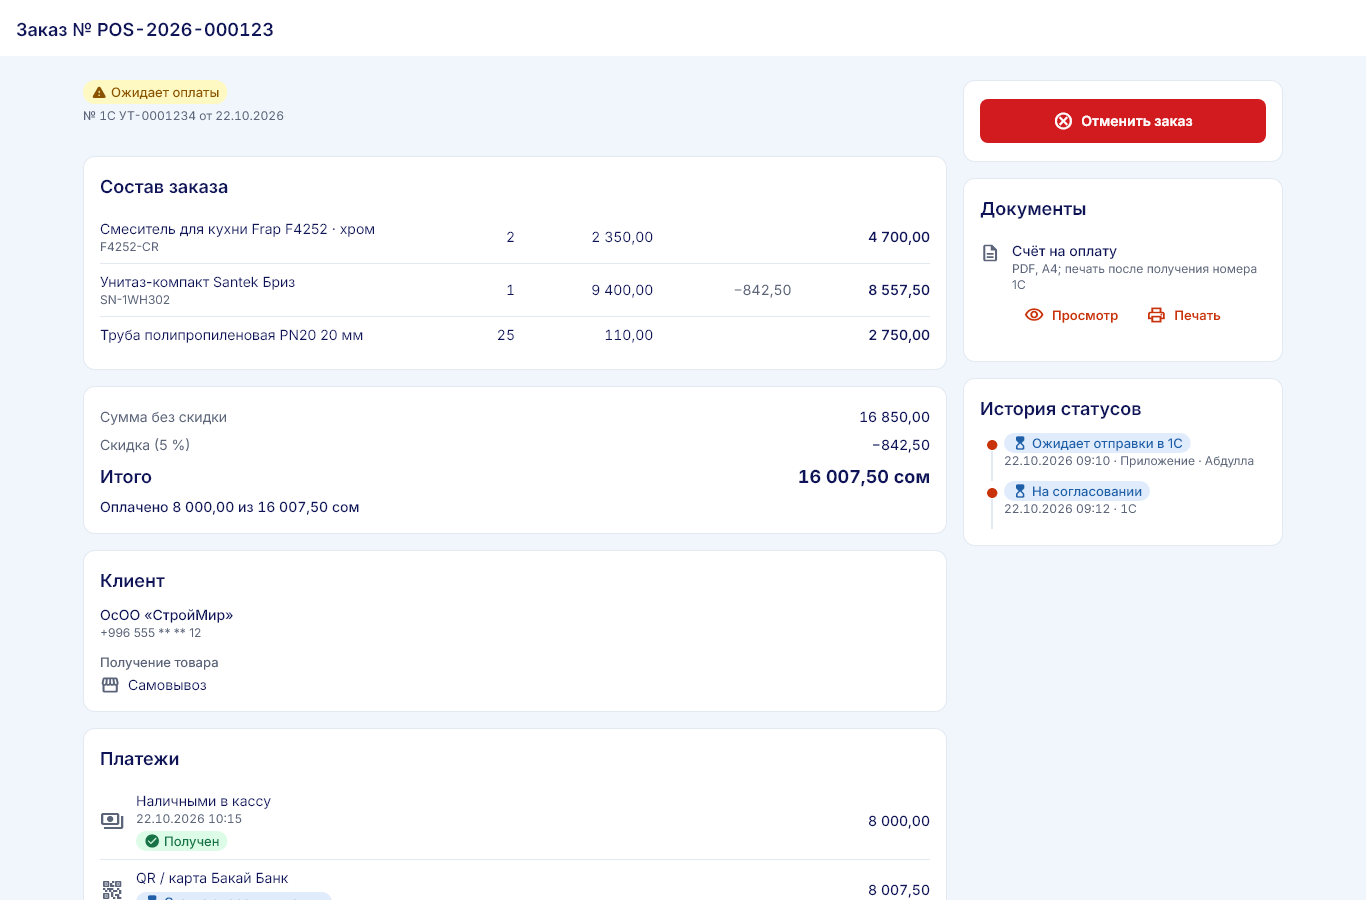 Заказ № POS-2026-000123
Ожидает оплаты
№ 1С УТ-0001234 от 22.10.2026
Состав заказа
Смеситель для кухни Frap F4252 · хром
F4252-CR
2 2 350,00 4 700,00
Унитаз-компакт Santek Бриз
SN-1WH302
1 9 400,00 −842,50 8 557,50
Труба полипропиленовая PN20 20 мм 25 110,00 2 750,00
Сумма без скидки 16 850,00
Скидка (5 %) −842,50
Итого 16 007,50 сом
Оплачено 8 000,00 из 16 007,50 сом
Клиент
ОсОО «СтройМир»
+996 555 ** ** 12
Получение товара
Самовывоз
Платежи
Наличными в кассу
22.10.2026 10:15
Получен
8 000,00
QR / карта Бакай Банк
8 007,50
Отменить заказ
Документы
Счёт на оплату
PDF, A4; печать после получения номера
1С
Просмотр Печать
История статусов
Ожидает отправки в 1С
22.10.2026 09:10 · Приложение · Абдулла
На согласовании
22.10.2026 09:12 · 1С